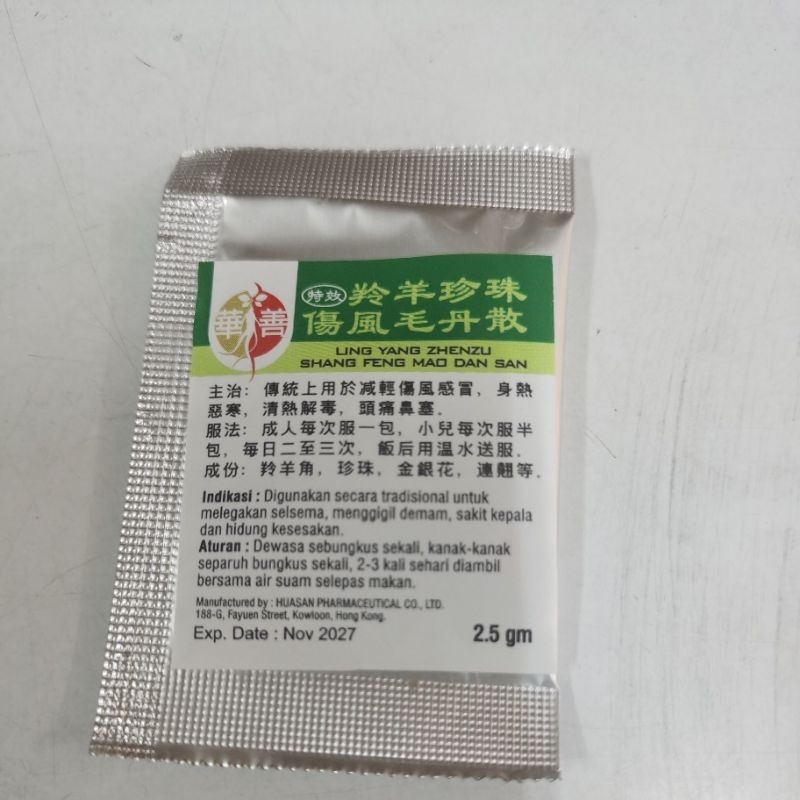 華善
特效 羚羊珍珠
傷風毛丹散
LING YANG ZHENZU
SHANG FENG MAO DAN SAN
主治: 傳統上用於减輕傷風感冒, 身熱
惡寒, 清熱解毒, 頭痛鼻塞.
服法: 成人每次服一包, 小兒每次服半
包, 每日二至三次, 飯后用温水送服.
成份: 羚羊角, 珍珠, 金銀花, 連翹等.
Indikasi : Digunakan secara tradisional untuk
melegakan selsema, menggigil demam, sakit kepala
dan hidung kesesakan.
Aturan : Dewasa sebungkus sekali, kanak-kanak
separuh bungkus sekali, 2-3 kali sehari diambil
bersama air suam selepas makan.
Manufactured by : HUASAN PHARMACEUTICAL CO., LTD.
188-G, Fayuen Street, Kowloon, Hong Kong.
Exp. Date : Nov 2027 2.5 gm